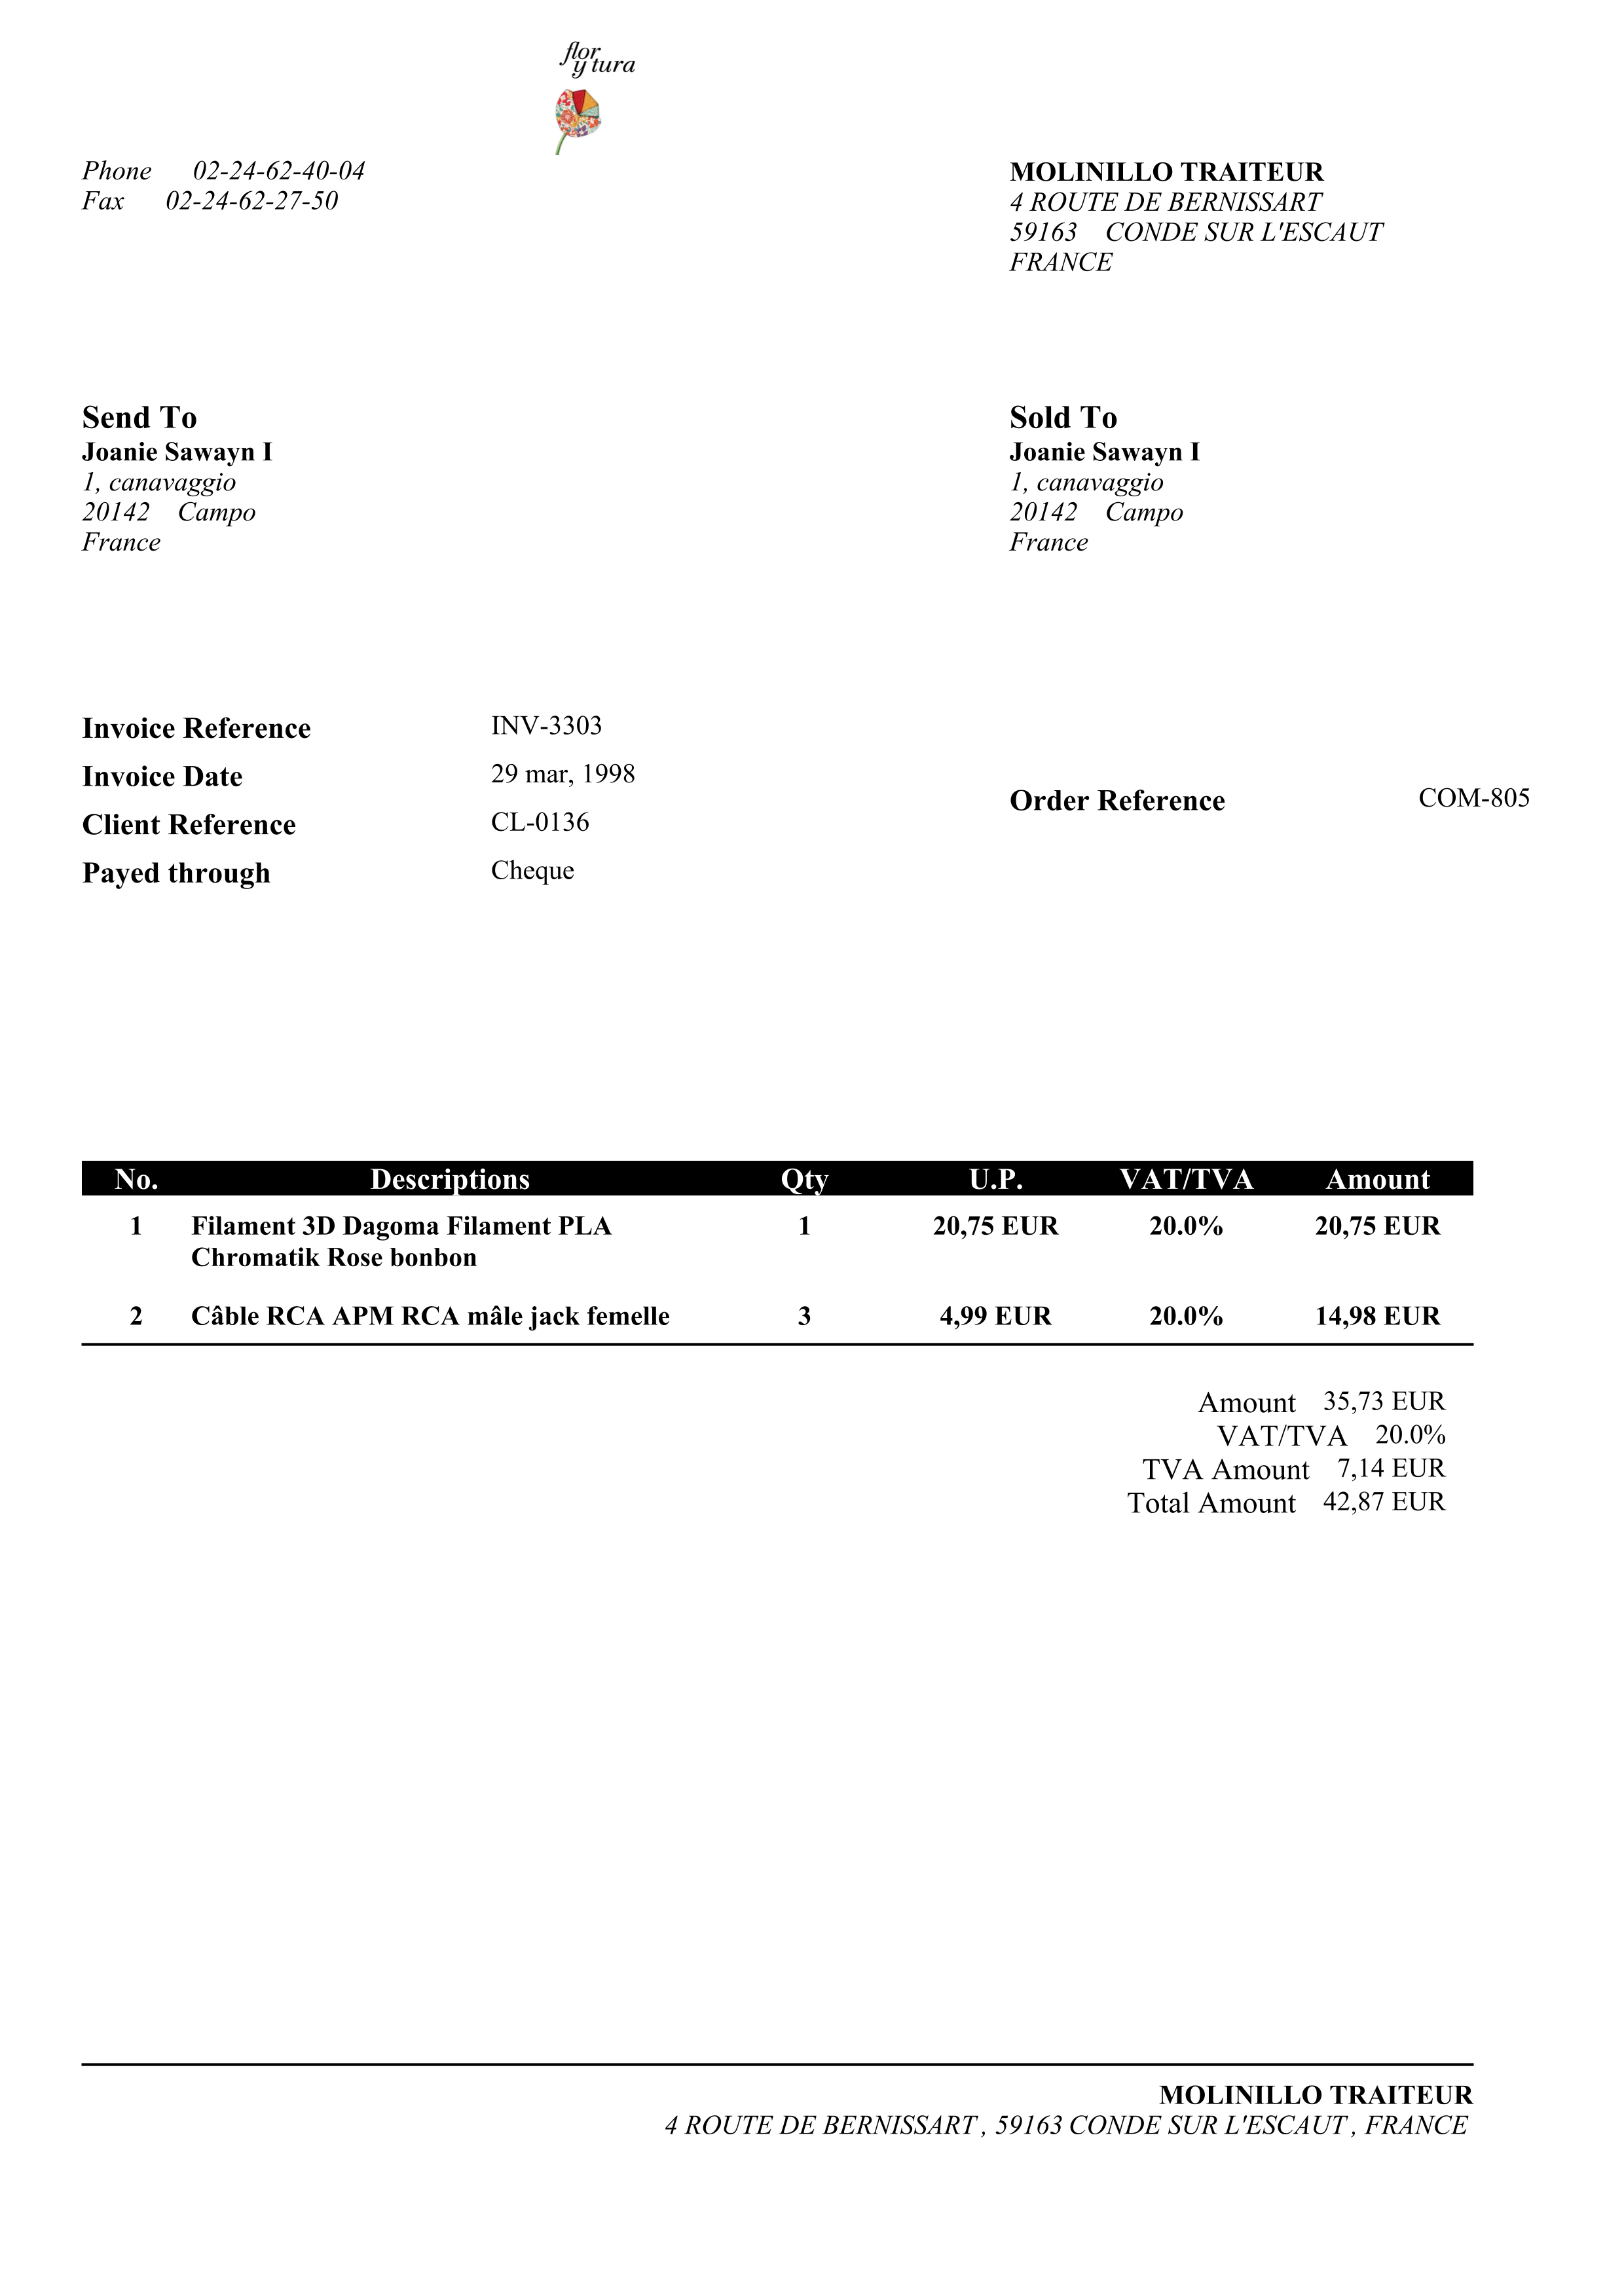 flor
y tura
Phone 02-24-62-40-04
Fax 02-24-62-27-50
MOLINILLO TRAITEUR
4 ROUTE DE BERNISSART
59163 CONDE SUR L'ESCAUT
FRANCE
Send To
Joanie Sawayn I
1, canavaggio
20142 Campo
France
Sold To
Joanie Sawayn I
1, canavaggio
20142 Campo
France
Invoice Reference INV-3303
Invoice Date 29 mar, 1998
Client Reference CL-0136
Payed through Cheque
Order Reference COM-805
No. Descriptions Qty U.P. VAT/TVA Amount
1 Filament 3D Dagoma Filament PLA 1 20,75 EUR 20.0% 20,75 EUR
Chromatik Rose bonbon
2 Câble RCA APM RCA mâle jack femelle 3 4,99 EUR 20.0% 14,98 EUR
Amount 35,73 EUR
VAT/TVA 20.0%
TVA Amount 7,14 EUR
Total Amount 42,87 EUR
MOLINILLO TRAITEUR
4 ROUTE DE BERNISSART , 59163 CONDE SUR L'ESCAUT , FRANCE